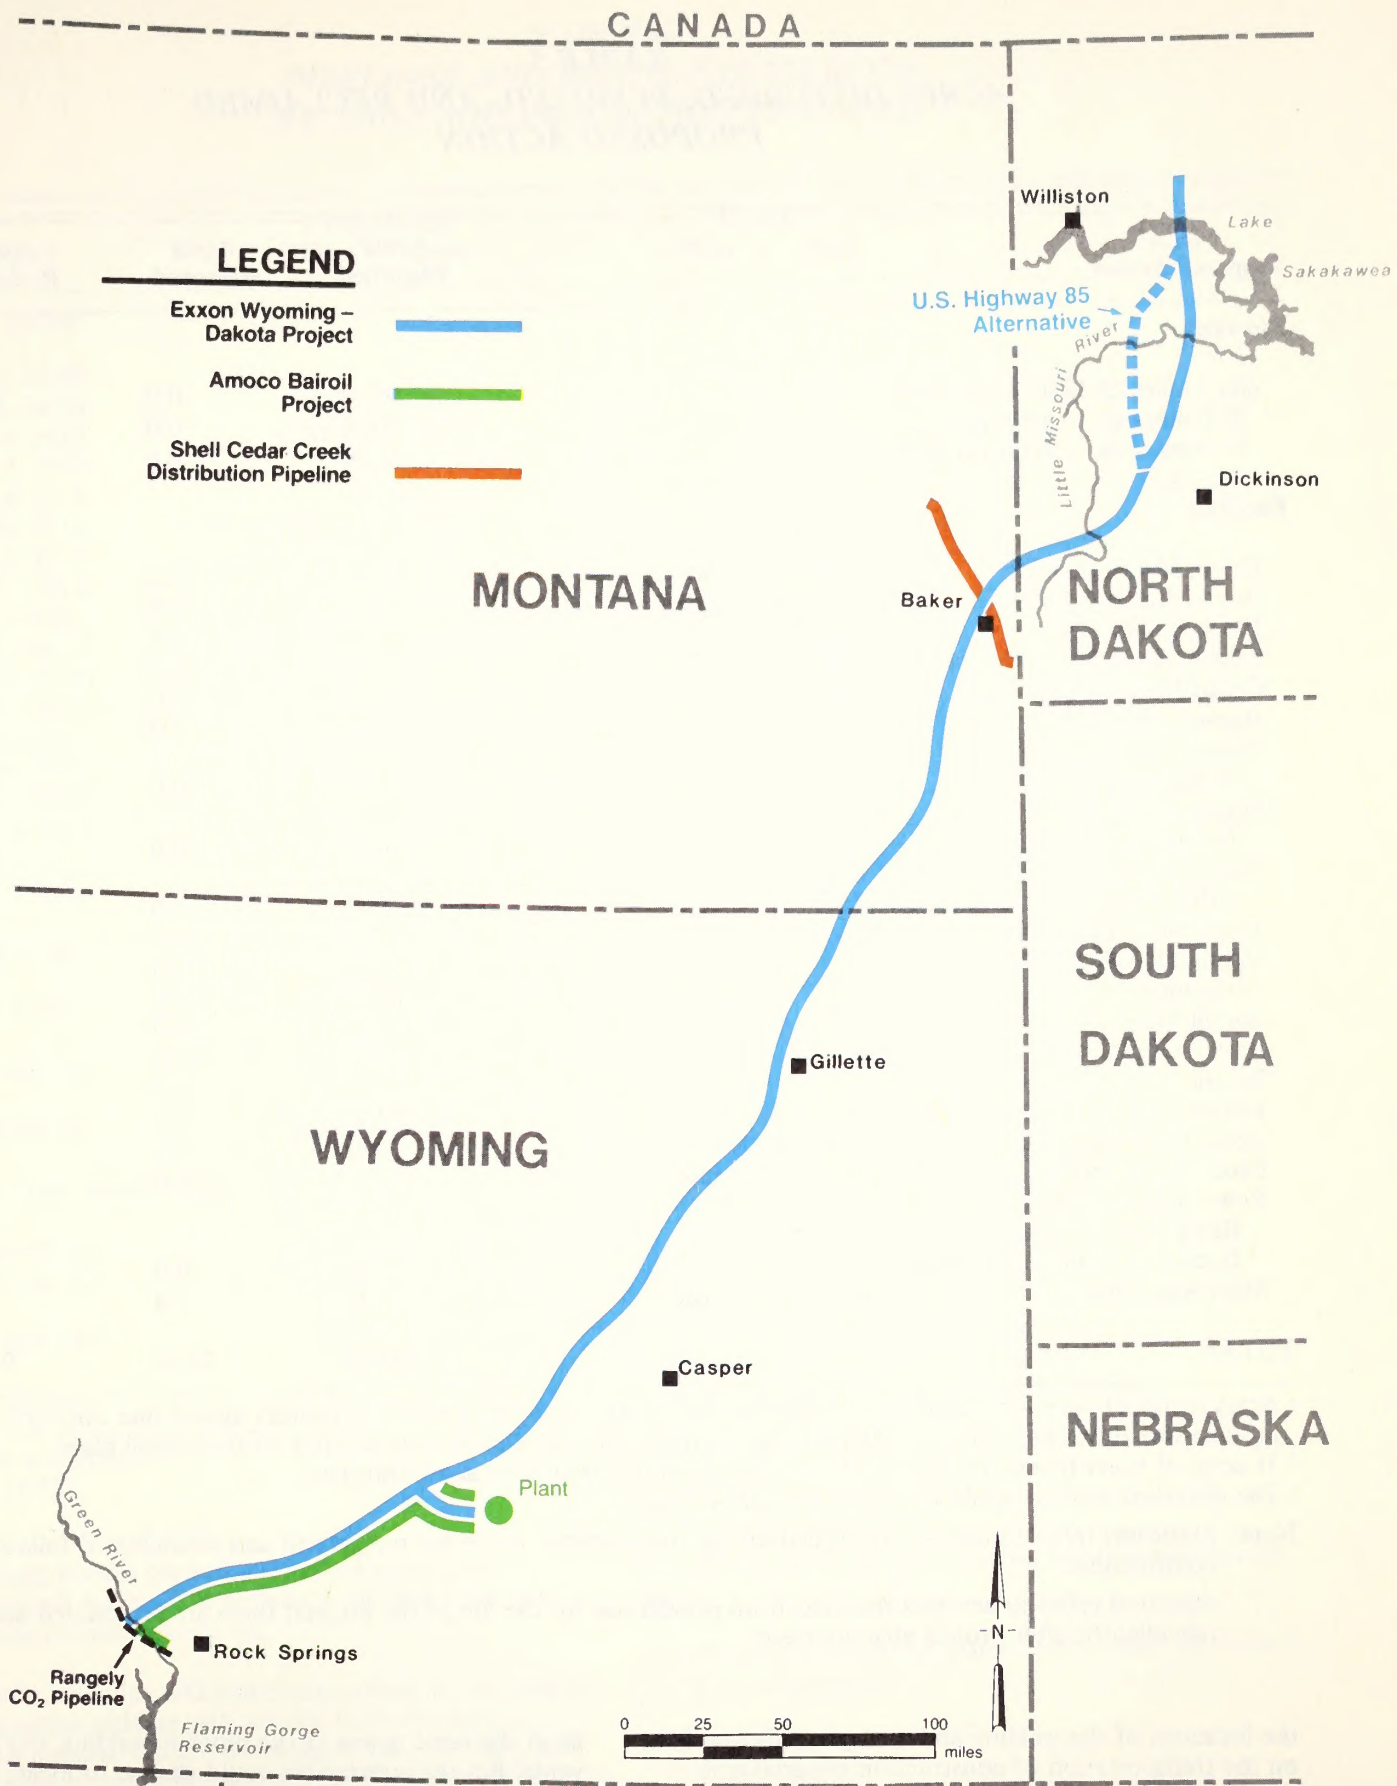 CANADA
Williston
Lake
Sakakawea
LEGEND
Exxon Wyoming –
Dakota Project
Amoco Bairoil
Project
Shell Cedar Creek
Distribution Pipeline
U.S. Highway 85
Alternative
River
Little Missouri
Dickinson
MONTANA
Baker
NORTH
DAKOTA
SOUTH
DAKOTA
Gillette
WYOMING
Casper
NEBRASKA
Plant
Green River
Rock Springs
Rangely
CO₂ Pipeline
Flaming Gorge
Reservoir
-N-
0 25 50 100
miles